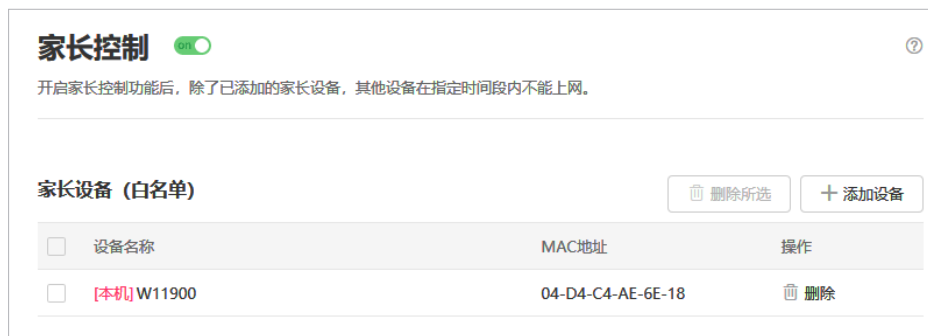 家长控制 on
开启家长控制功能后，除了已添加的家长设备，其他设备在指定时间段内不能上网。
家长设备（白名单） 删除所选 添加设备
设备名称 MAC地址 操作
[本机] W11900 04-D4-C4-AE-6E-18 删除